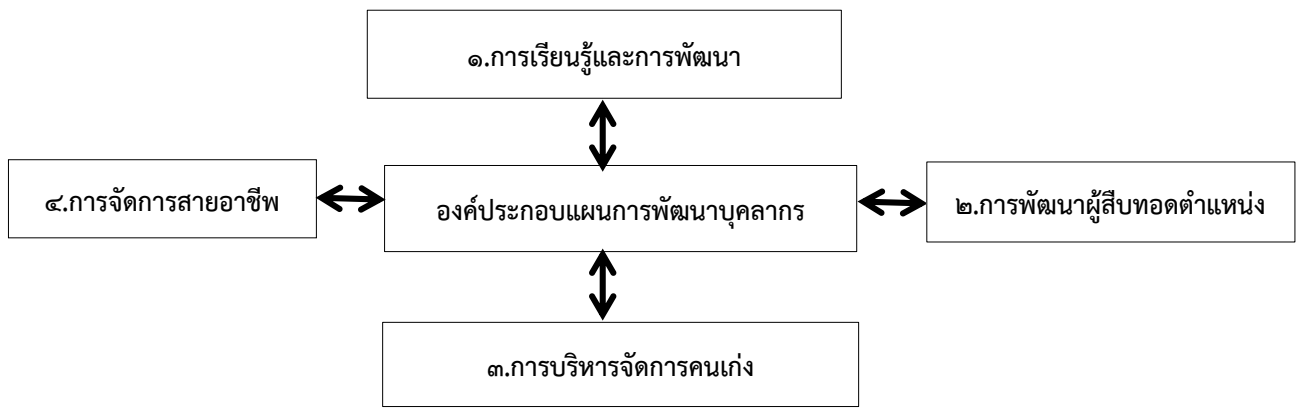 ๑.การเรียนรู้และการพัฒนา
๔.การจัดการสายอาชีพ
องค์ประกอบแผนการพัฒนาบุคลากร
๒.การพัฒนาผู้สืบทอดตำแหน่ง
๓.การบริหารจัดการคนเก่ง